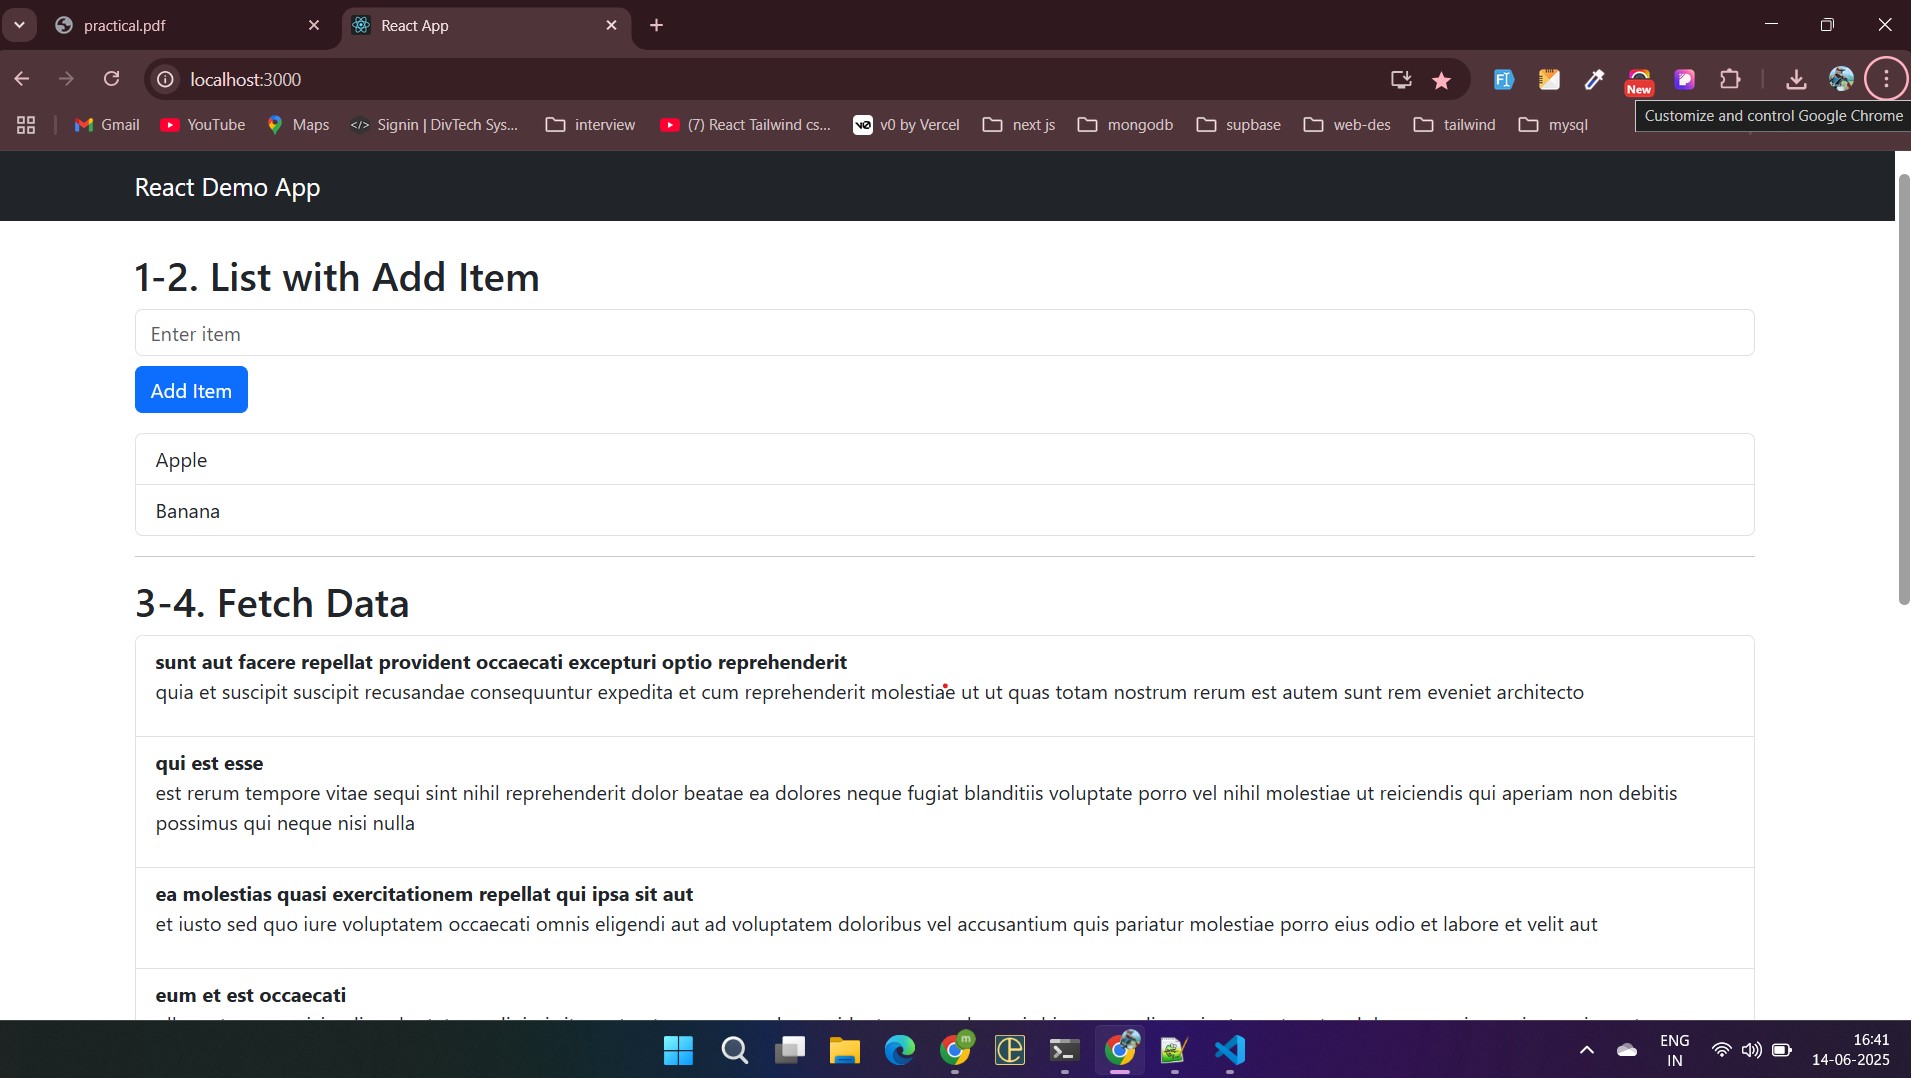 practical.pdf
React App
localhost:3000
New
Customize and control Google Chrome
Gmail
YouTube
Maps
Signin | DivTech Sys...
interview
(7) React Tailwind cs...
v0 by Vercel
next js
mongodb
supbase
web-des
tailwind
mysql
React Demo App
1-2. List with Add Item
Enter item
Add Item
Apple
Banana
3-4. Fetch Data
sunt aut facere repellat provident occaecati excepturi optio reprehenderit
quia et suscipit suscipit recusandae consequuntur expedita et cum reprehenderit molestiae ut ut quas totam nostrum rerum est autem sunt rem eveniet architecto
qui est esse
est rerum tempore vitae sequi sint nihil reprehenderit dolor beatae ea dolores neque fugiat blanditiis voluptate porro vel nihil molestiae ut reiciendis qui aperiam non debitis
possimus qui neque nisi nulla
ea molestias quasi exercitationem repellat qui ipsa sit aut
et iusto sed quo iure voluptatem occaecati omnis eligendi aut ad voluptatem doloribus vel accusantium quis pariatur molestiae porro eius odio et labore et velit aut
eum et est occaecati
m
ENG
IN
16:41
14-06-2025